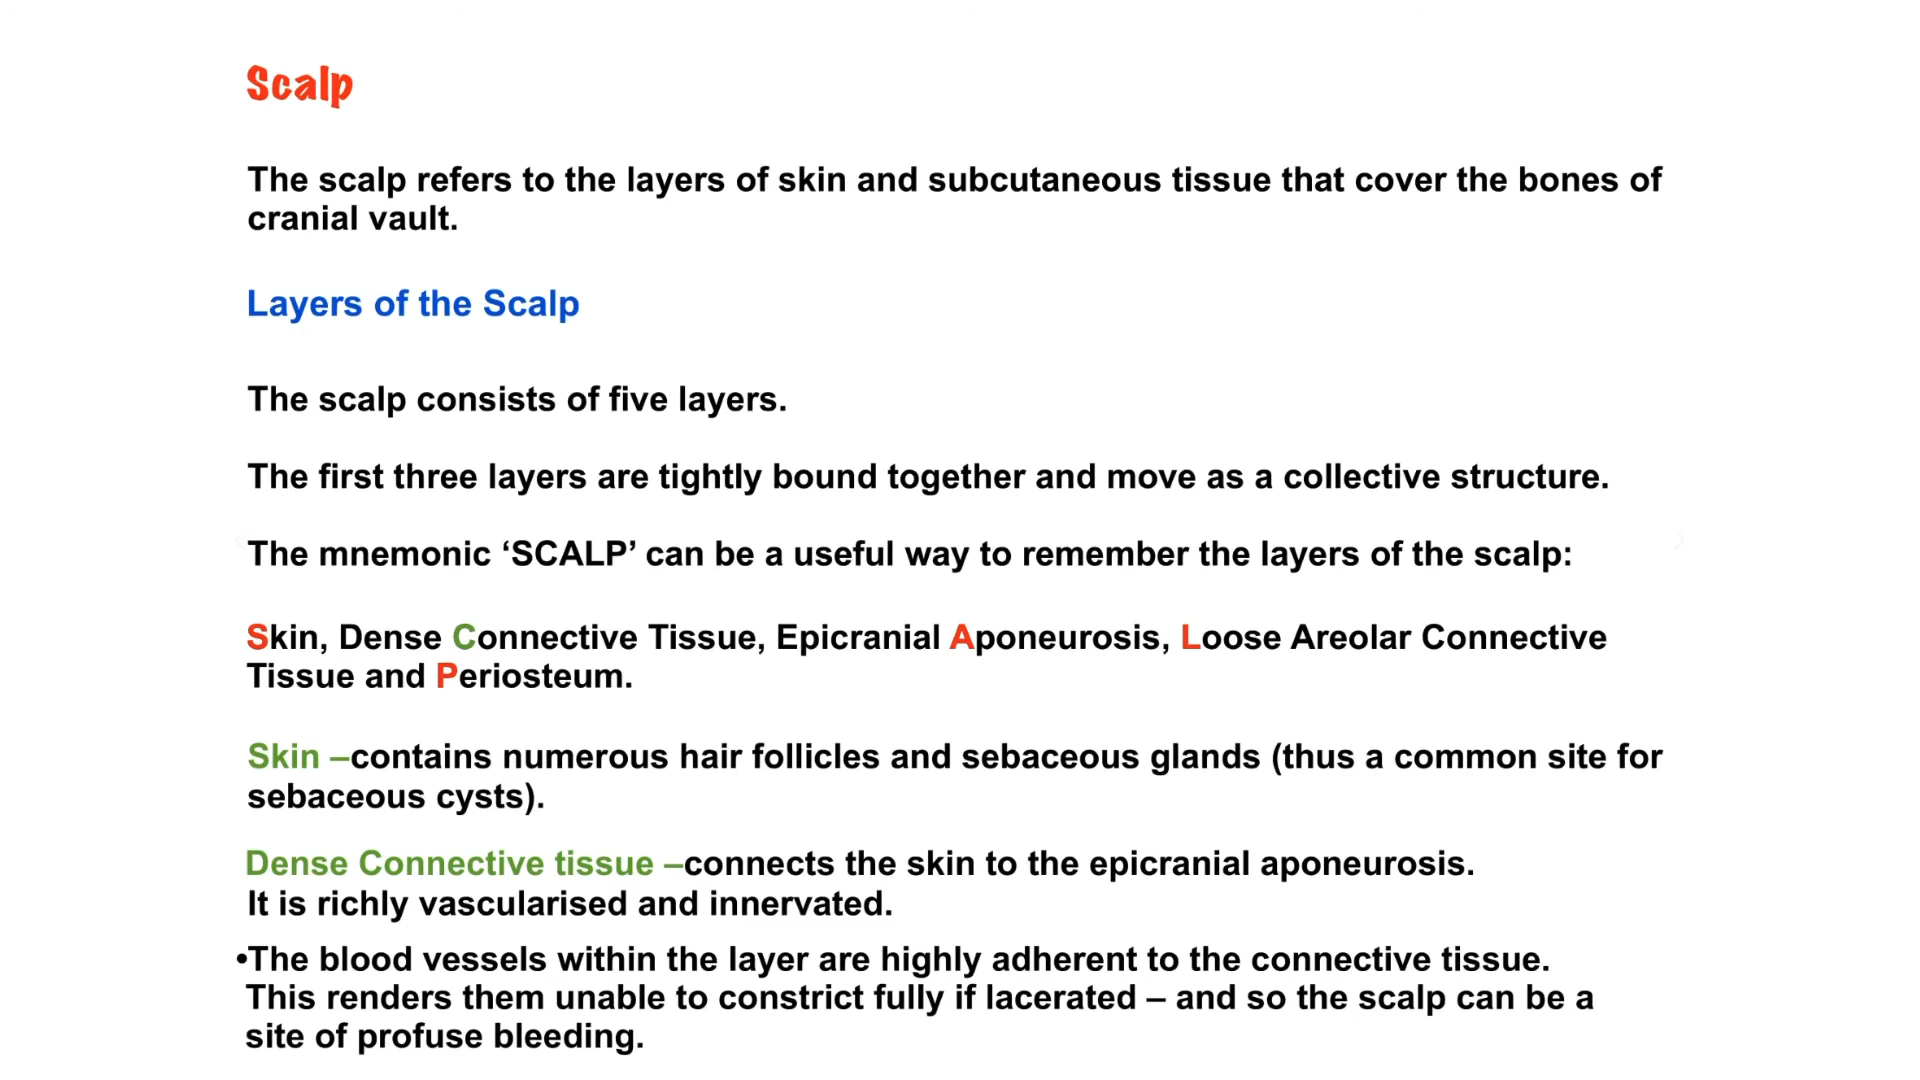 Scalp
The scalp refers to the layers of skin and subcutaneous tissue that cover the bones of
cranial vault.
Layers of the Scalp
The scalp consists of five layers.
The first three layers are tightly bound together and move as a collective structure.
The mnemonic ‘SCALP’ can be a useful way to remember the layers of the scalp:
Skin, Dense Connective Tissue, Epicranial Aponeurosis, Loose Areolar Connective
Tissue and Periosteum.
Skin –contains numerous hair follicles and sebaceous glands (thus a common site for
sebaceous cysts).
Dense Connective tissue –connects the skin to the epicranial aponeurosis.
It is richly vascularised and innervated.
•The blood vessels within the layer are highly adherent to the connective tissue.
This renders them unable to constrict fully if lacerated – and so the scalp can be a
site of profuse bleeding.